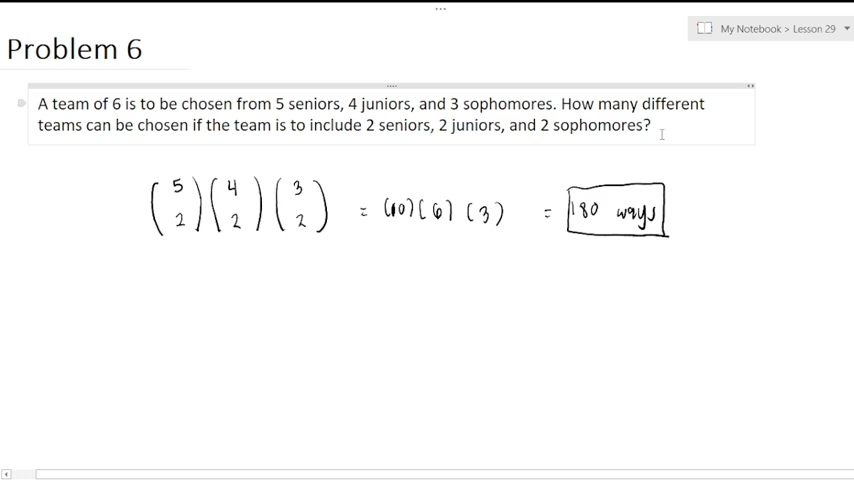 My Notebook > Lesson 29
Problem 6
A team of 6 is to be chosen from 5 seniors, 4 juniors, and 3 sophomores. How many different
teams can be chosen if the team is to include 2 seniors, 2 juniors, and 2 sophomores?
(5 2) (4 2) (3 2) = (10)(6)(3) = 180 ways